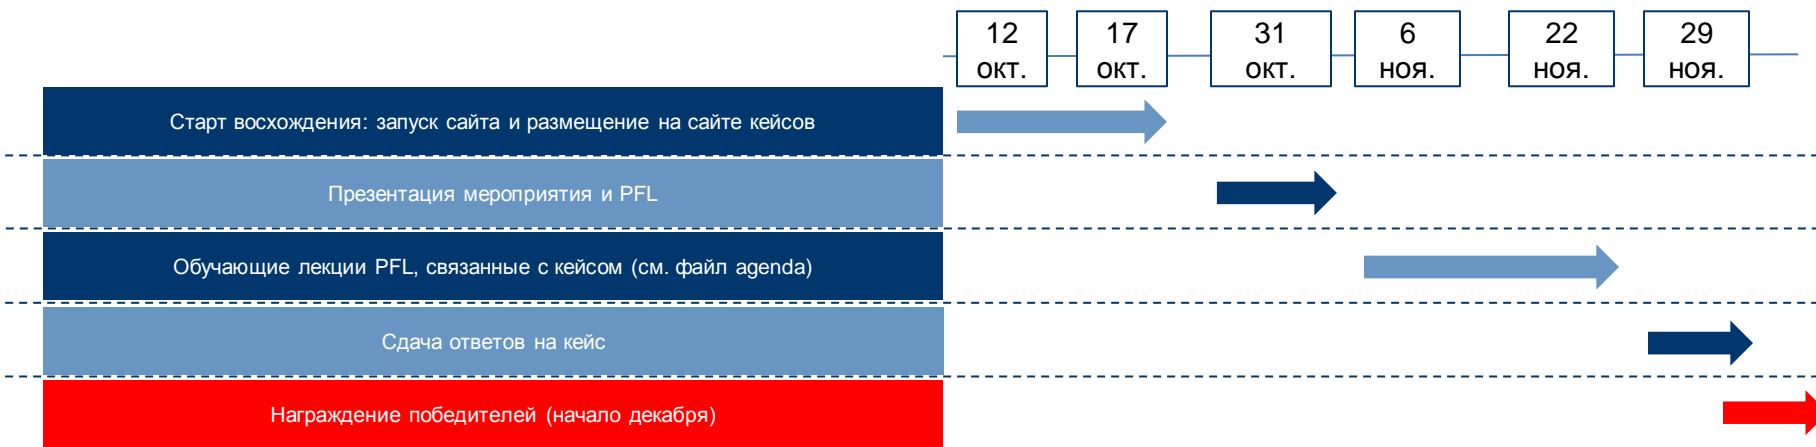 12
окт.
17
окт.
31
окт.
6
ноя.
22
ноя.
29
ноя.
Старт восхождения: запуск сайта и размещение на сайте кейсов
Презентация мероприятия и PFL
Обучающие лекции PFL, связанные с кейсом (см. файл agenda)
Сдача ответов на кейс
Награждение победителей (начало декабря)